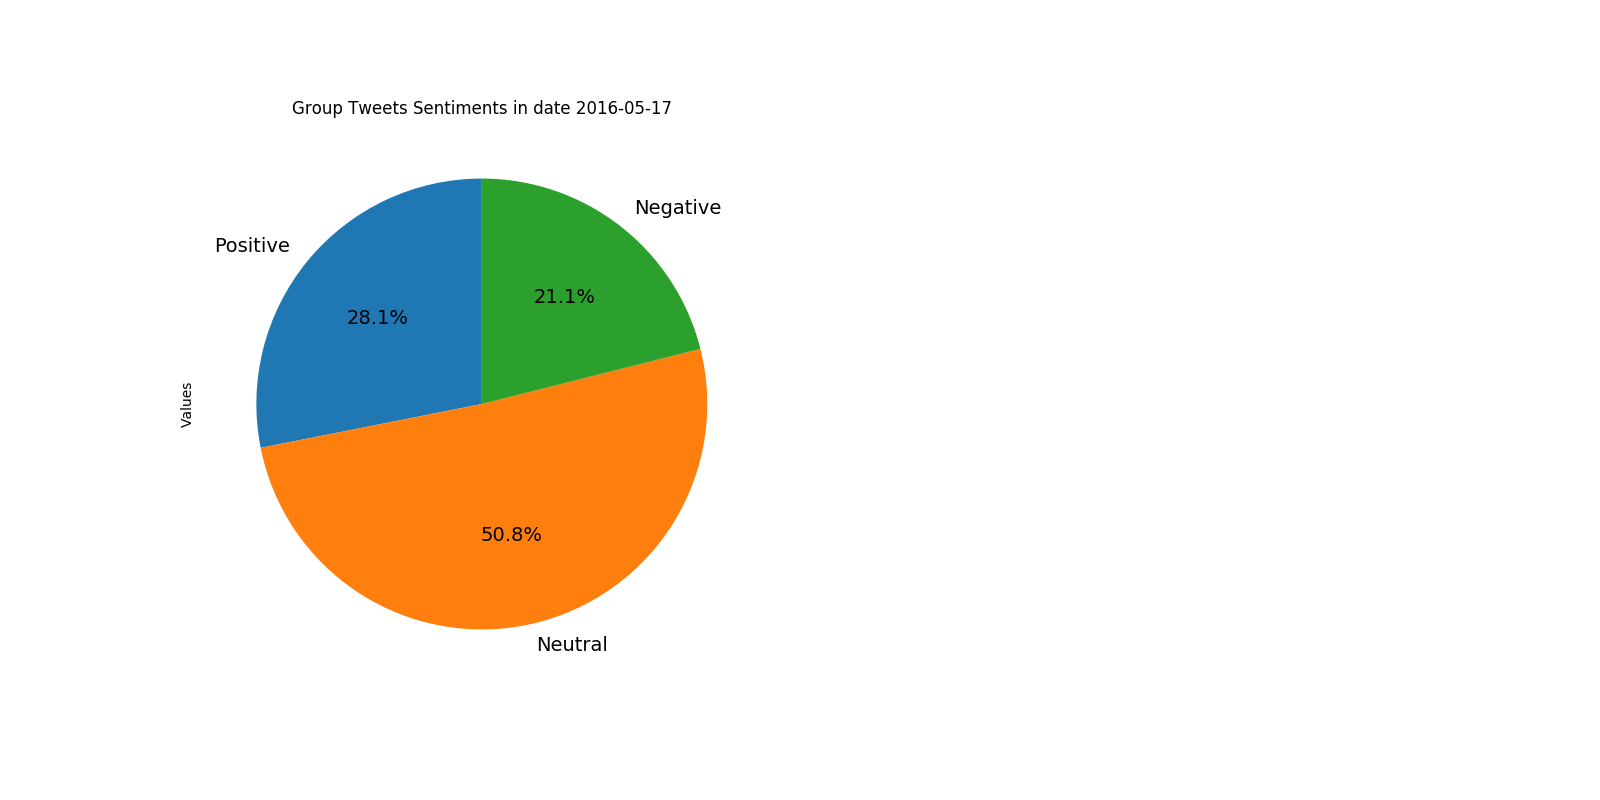 Group Tweets Sentiments in date 2016-05-17
Negative
Positive
21.1%
28.1%
Values
50.8%
Neutral